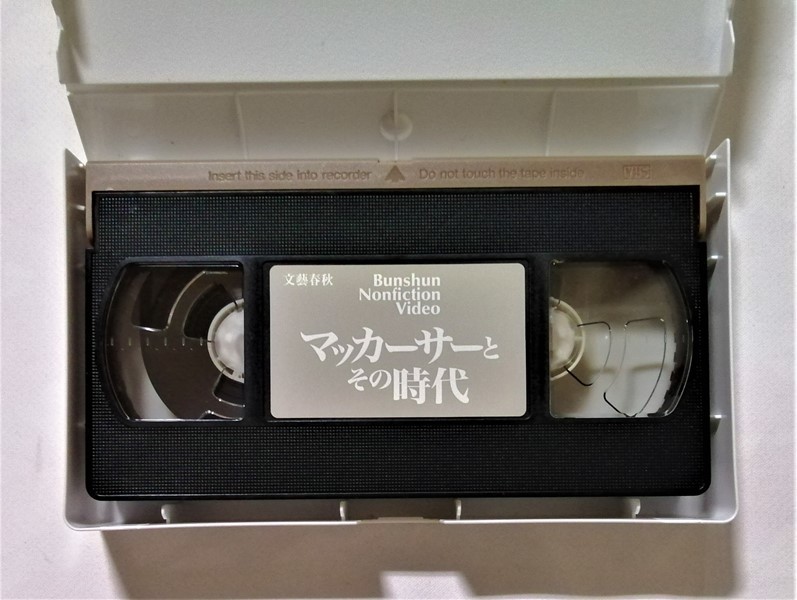 Insert this side into recorder Do not touch the tape inside VHS
文藝春秋
Bunshun
Nonfiction
Video
マッカーサーと
その時代